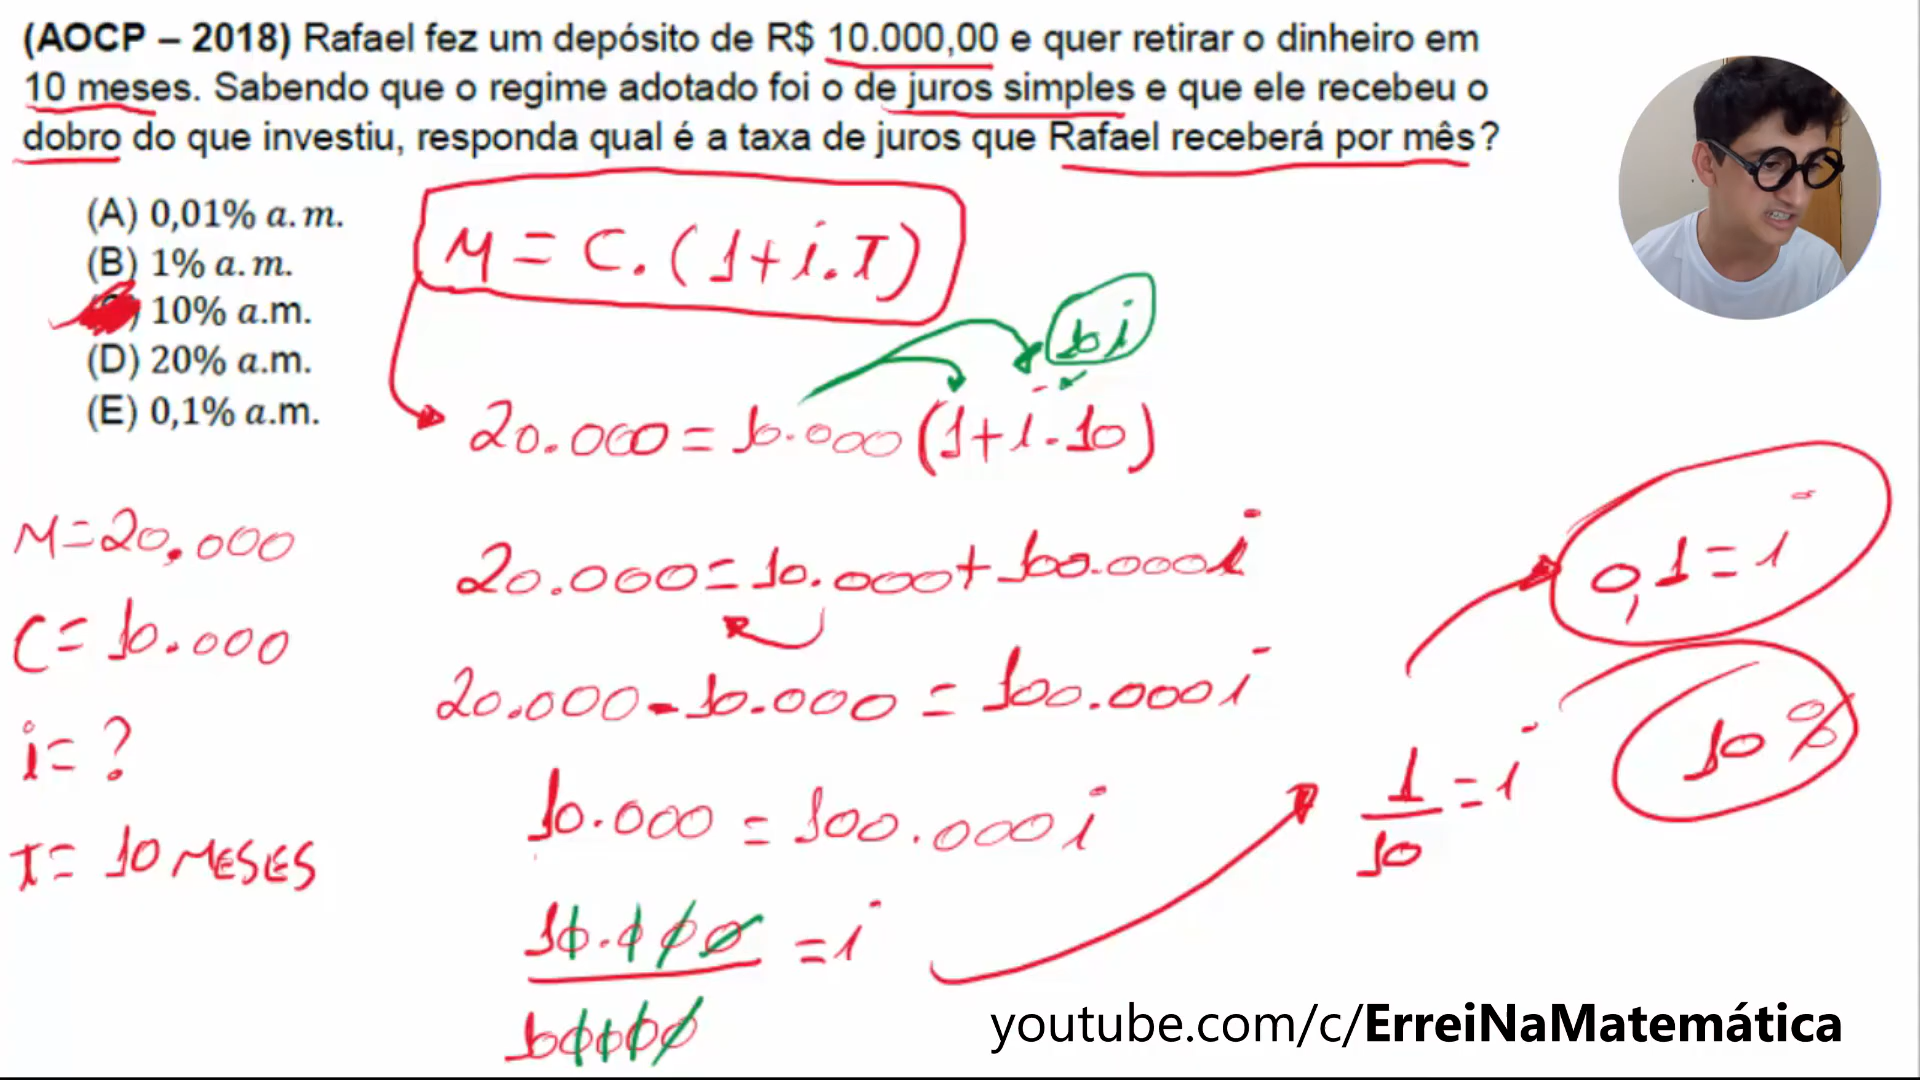 (AOCP – 2018) Rafael fez um depósito de R$ 10.000,00 e quer retirar o dinheiro em
10 meses. Sabendo que o regime adotado foi o de juros simples e que ele recebeu o
dobro do que investiu, responda qual é a taxa de juros que Rafael receberá por mês?
(A) 0,01% a.m.
(B) 1% a.m.
) 10% a.m.
(D) 20% a.m.
(E) 0,1% a.m.
M = C.(1+i.T)
20.000 = 10.000 (1+i.10)
M=20.000
C=10.000
i=?
T= 10 MESES
20.000=10.000+100.000i
20.000-10.000 = 100.000i
10.000 = 100.000i
10.000 = i
1 = i
10
0,1=i
10%
youtube.com/c/ErreiNaMatemática